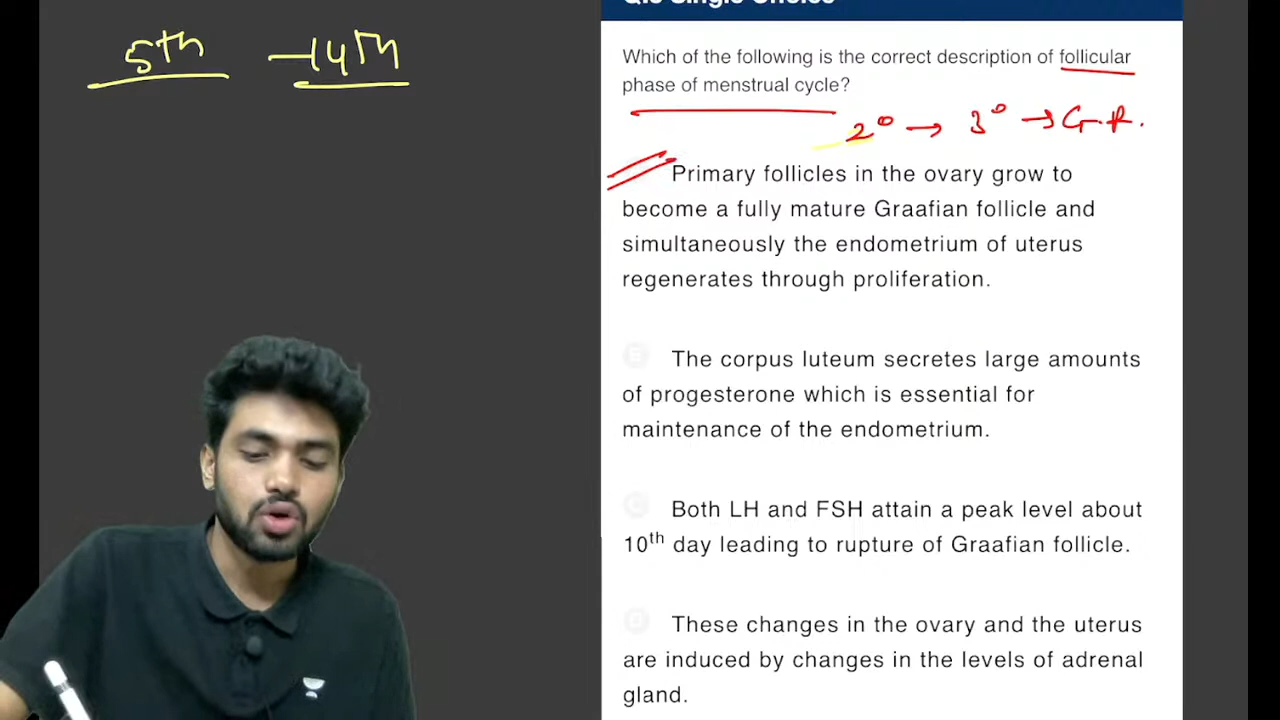 5th – 14th
Which of the following is the correct description of follicular
phase of menstrual cycle?
2° → 3° → G.F.
Primary follicles in the ovary grow to
become a fully mature Graafian follicle and
simultaneously the endometrium of uterus
regenerates through proliferation.
B The corpus luteum secretes large amounts
of progesterone which is essential for
maintenance of the endometrium.
C Both LH and FSH attain a peak level about
10th day leading to rupture of Graafian follicle.
D These changes in the ovary and the uterus
are induced by changes in the levels of adrenal
gland.